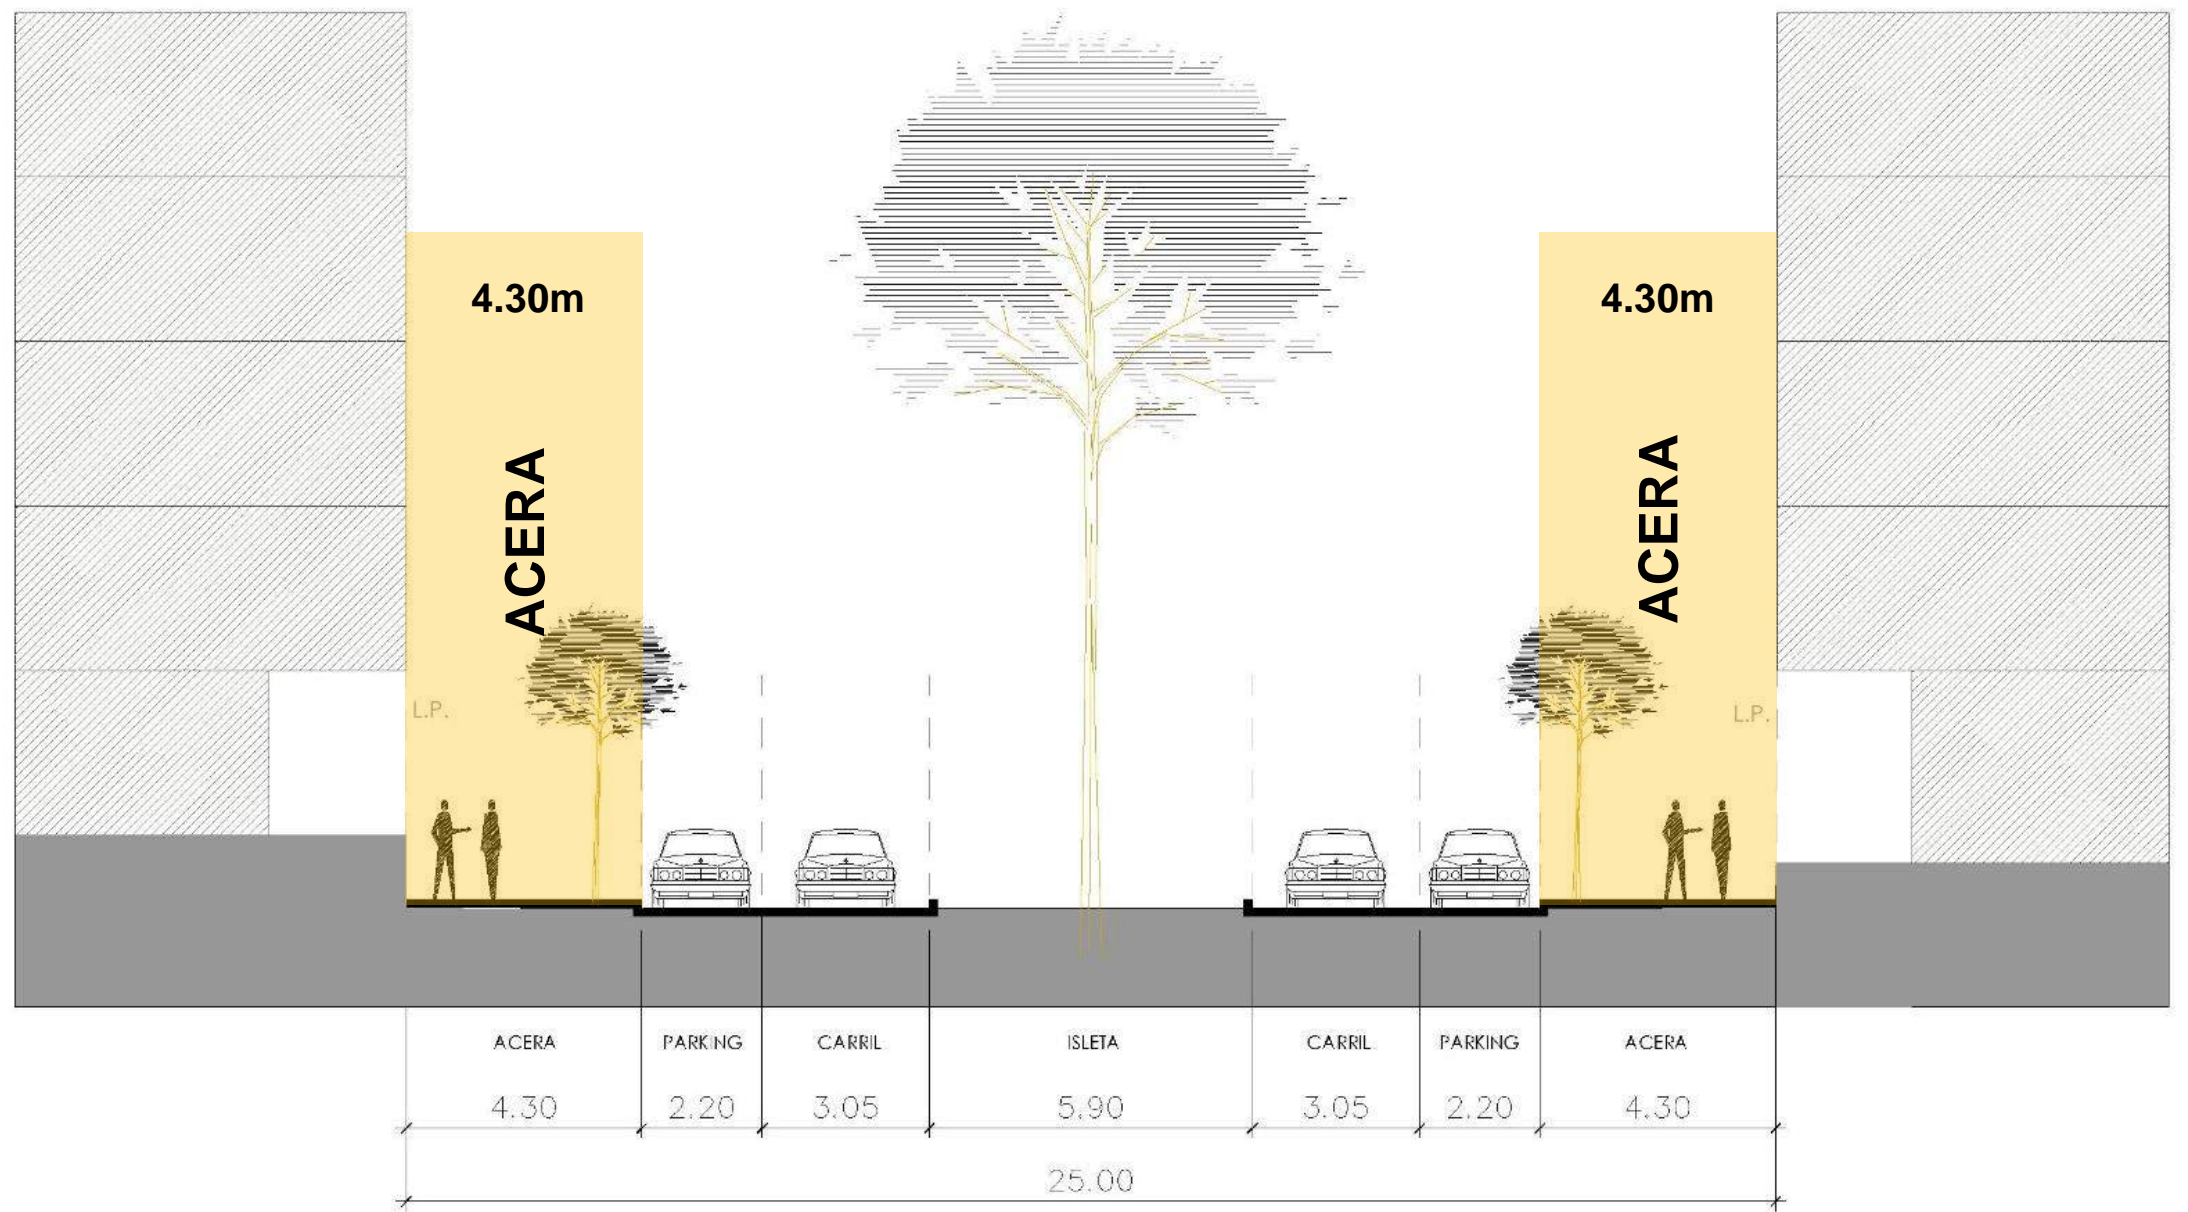 4.30m
4.30m
ACERA
ACERA
L.P.
L.P.
ACERA PARKING CARRIL ISLETA CARRIL PARKING ACERA
4.30 2.20 3.05 5.90 3.05 2.20 4.30
25.00